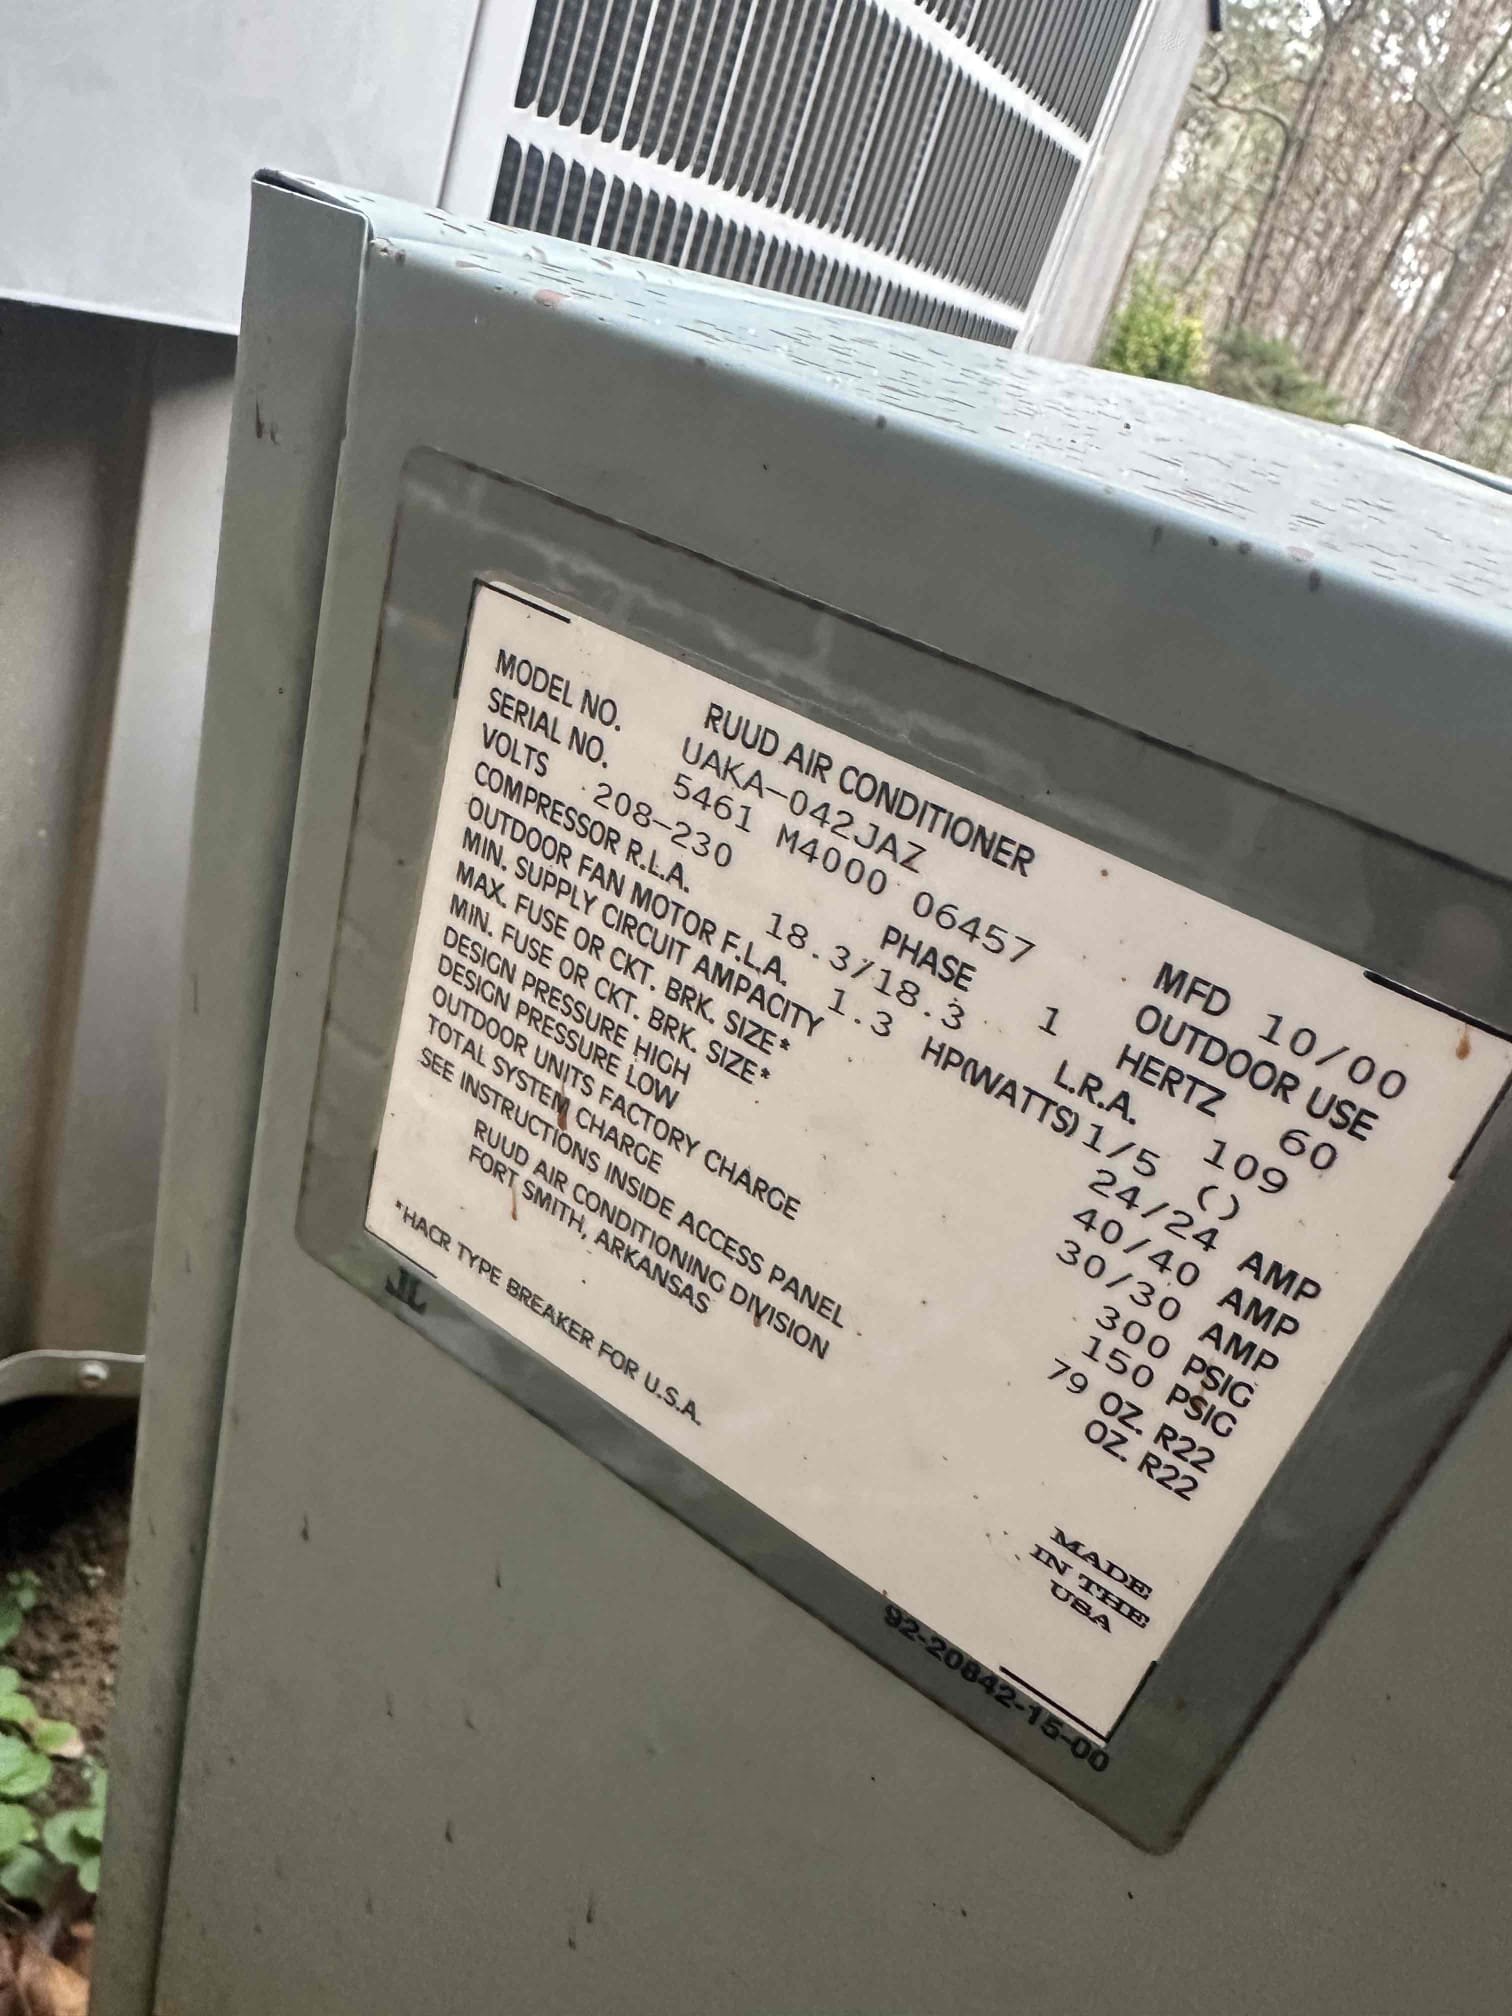 RUUD AIR CONDITIONER
MODEL NO. UAKA-042JAZ MFD 10/00
SERIAL NO. 5461 M4000 06457 OUTDOOR USE
VOLTS 208-230 PHASE 1 HERTZ 60
COMPRESSOR R.L.A. 18.3/18.3 L.R.A. 109
OUTDOOR FAN MOTOR F.L.A. 1.3 HP(WATTS) 1/5 ()
MIN. SUPPLY CIRCUIT AMPACITY 24/24 AMP
MAX. FUSE OR CKT. BRK. SIZE* 40/40 AMP
MIN. FUSE OR CKT. BRK. SIZE* 30/30 AMP
DESIGN PRESSURE HIGH 300 PSIG
DESIGN PRESSURE LOW 150 PSIG
OUTDOOR UNITS FACTORY CHARGE 79 OZ. R22
TOTAL SYSTEM CHARGE OZ. R22
SEE INSTRUCTIONS INSIDE ACCESS PANEL
RUUD AIR CONDITIONING DIVISION
FORT SMITH, ARKANSAS
MADE
IN THE
USA
*HACR TYPE BREAKER FOR U.S.A.
92-20842-15-00